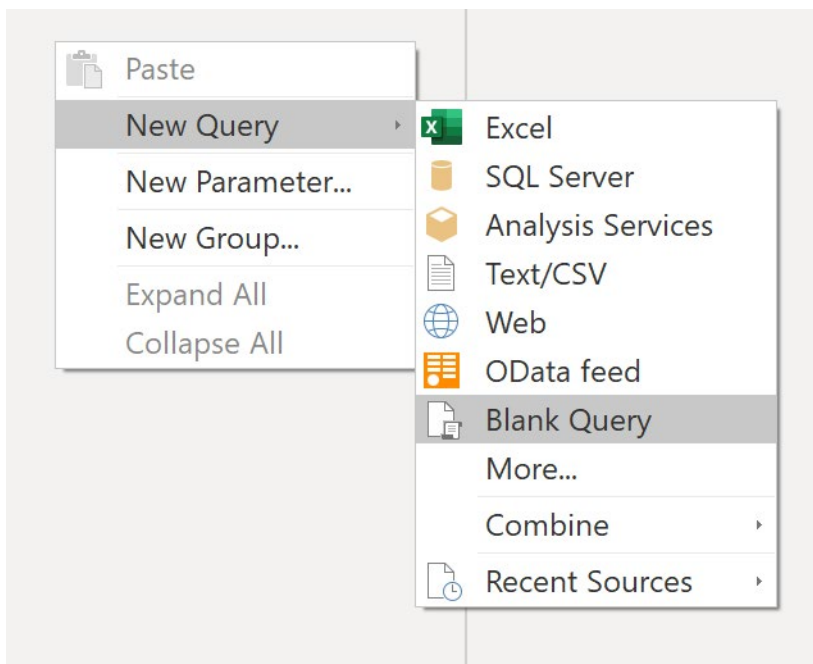 Paste
New Query
New Parameter...
New Group...
Expand All
Collapse All
Excel
SQL Server
Analysis Services
Text/CSV
Web
OData feed
Blank Query
More...
Combine
Recent Sources